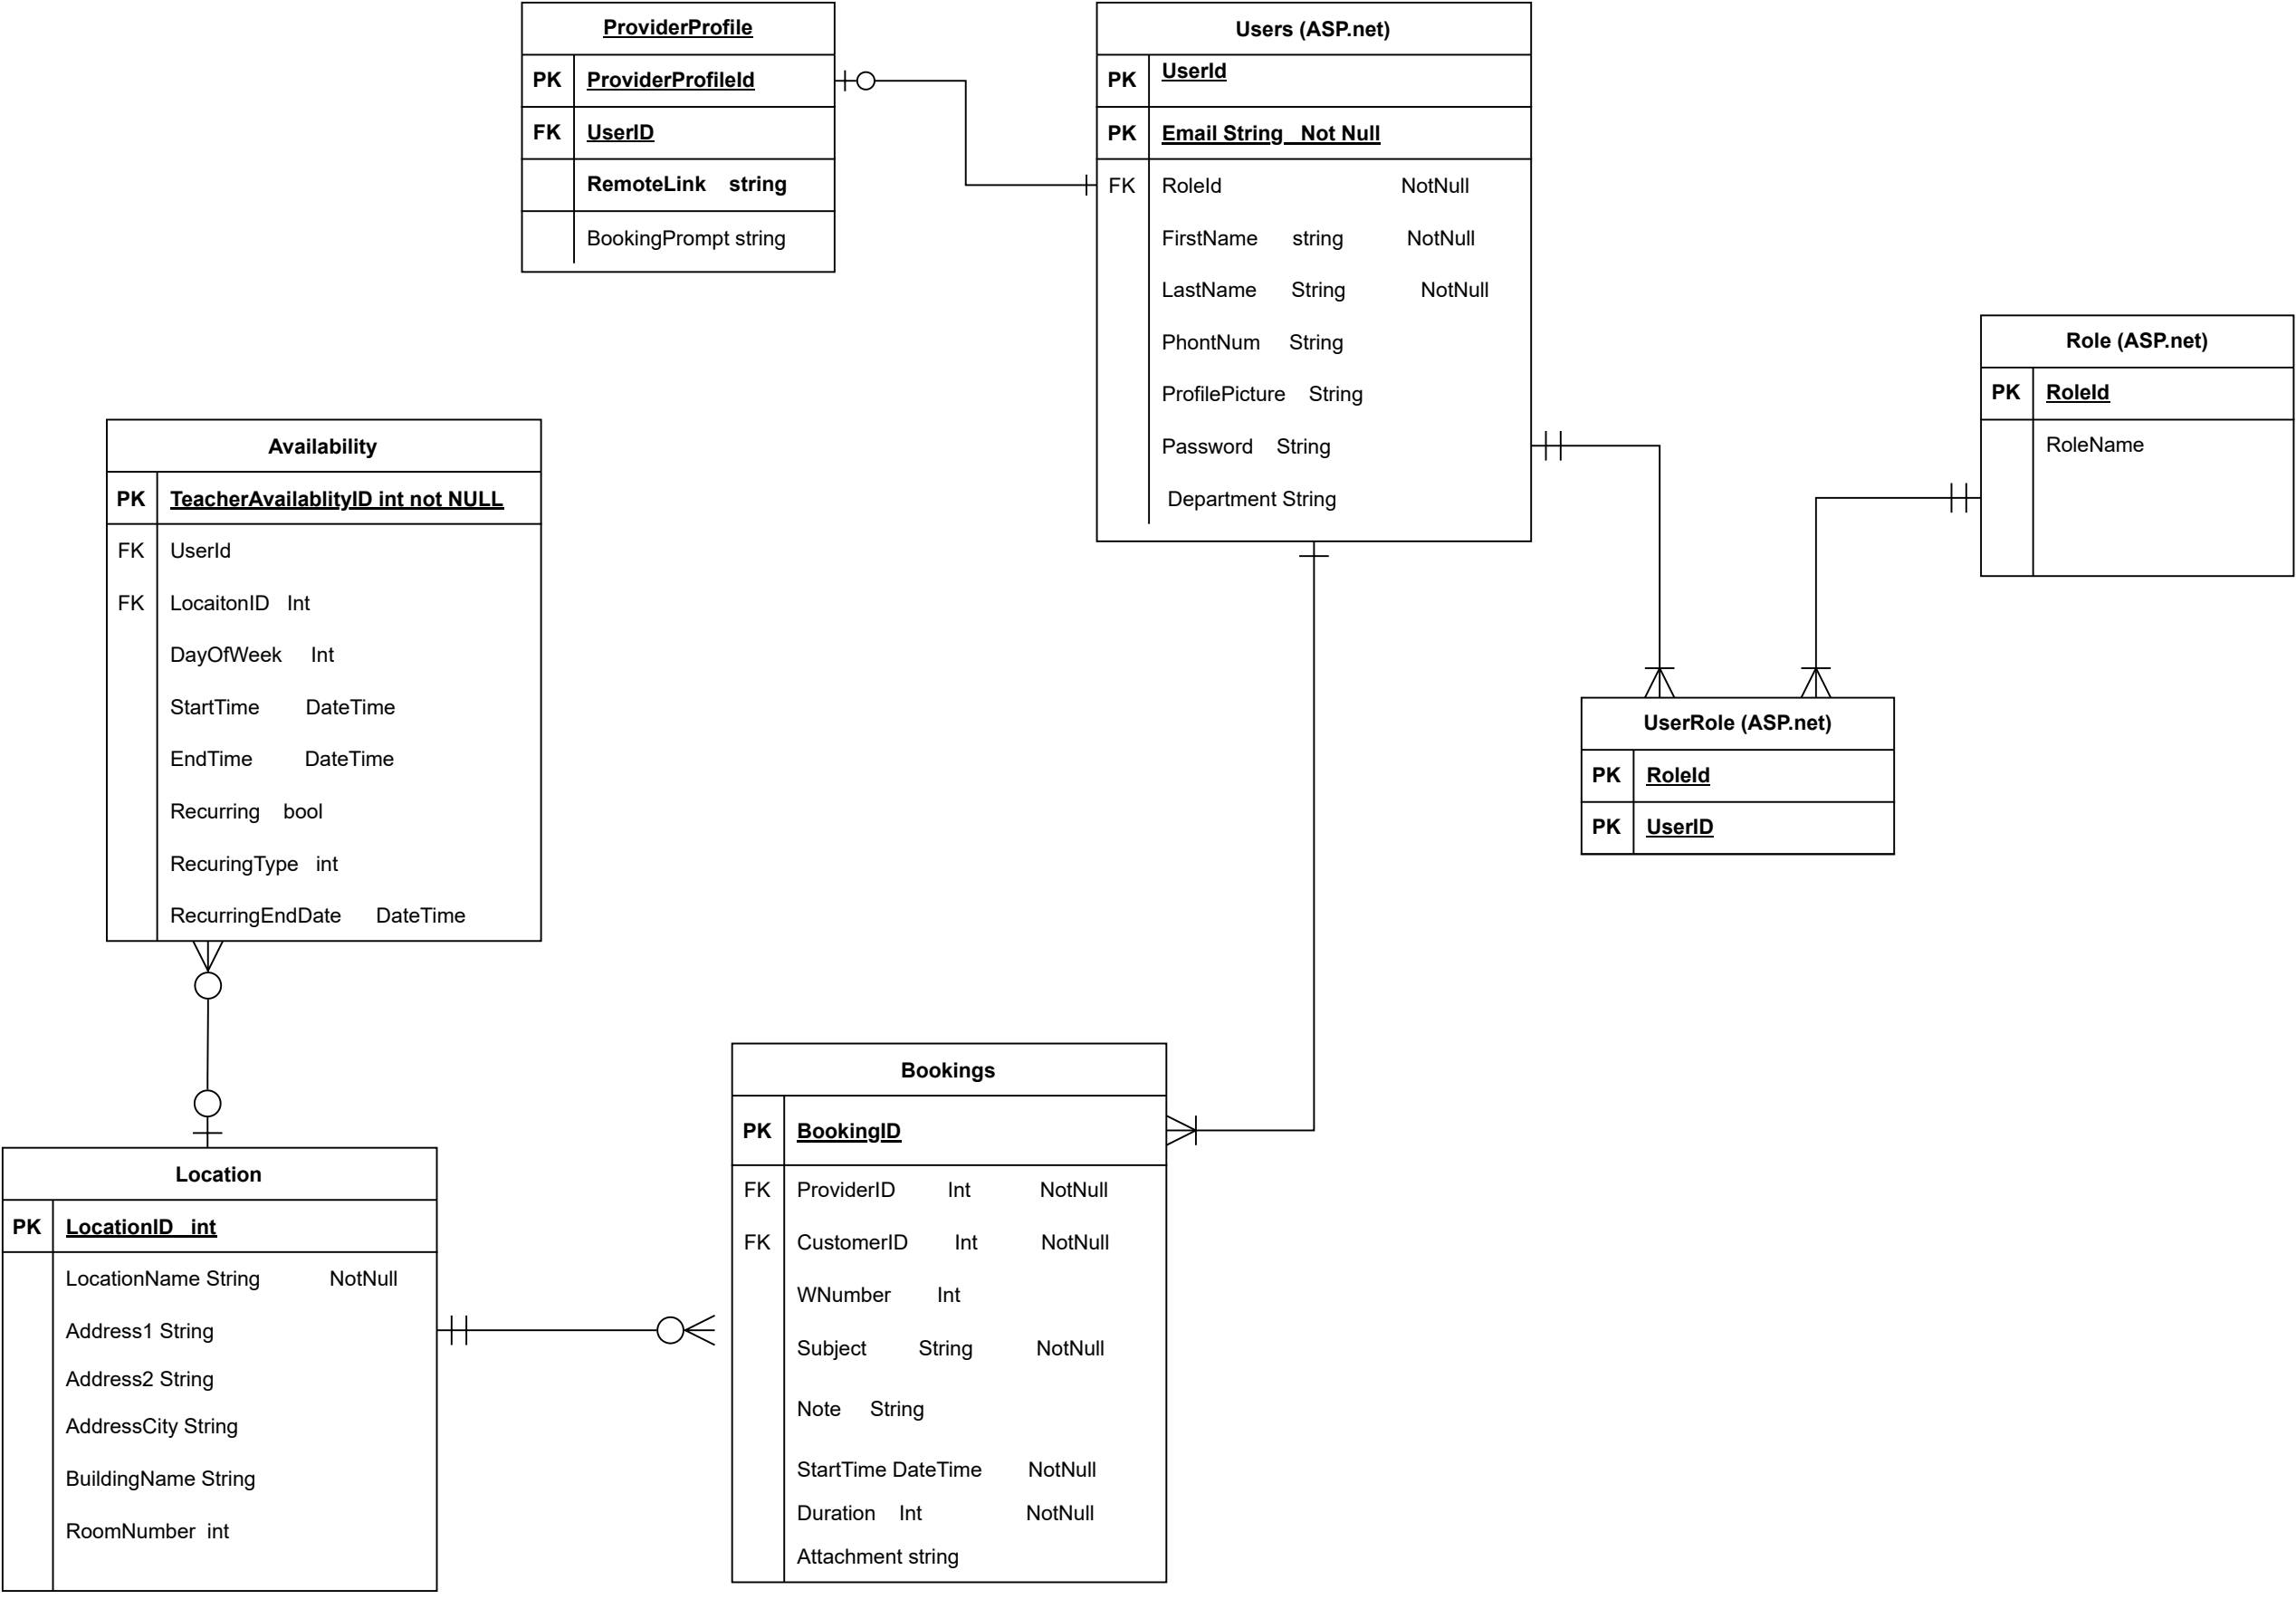 ProviderProfile
PK ProviderProfileId
FK UserID
RemoteLink string
BookingPrompt string
Users (ASP.net)
PK UserId
PK Email String Not Null
FK RoleId NotNull
FirstName string NotNull
LastName String NotNull
PhontNum String
ProfilePicture String
Password String
Department String
Role (ASP.net)
PK RoleId
RoleName
Availability
PK TeacherAvailablityID int not NULL
FK UserId
FK LocaitonID Int
DayOfWeek Int
StartTime DateTime
EndTime DateTime
Recurring bool
RecuringType int
RecurringEndDate DateTime
UserRole (ASP.net)
PK RoleId
PK UserID
Bookings
PK BookingID
FK ProviderID Int NotNull
FK CustomerID Int NotNull
WNumber Int
Subject String NotNull
Note String
StartTime DateTime NotNull
Duration Int NotNull
Attachment string
Location
PK LocationID int
LocationName String NotNull
Address1 String
Address2 String
AddressCity String
BuildingName String
RoomNumber int